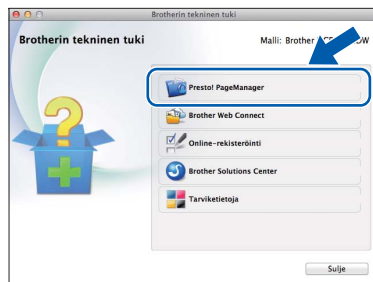 Brotherin tekninen tuki
Brotherin tekninen tuki
Malli: Brother
Presto! PageManager
Brother Web Connect
Online-rekisteröinti
Brother Solutions Center
Tarviketietoja
Sulje